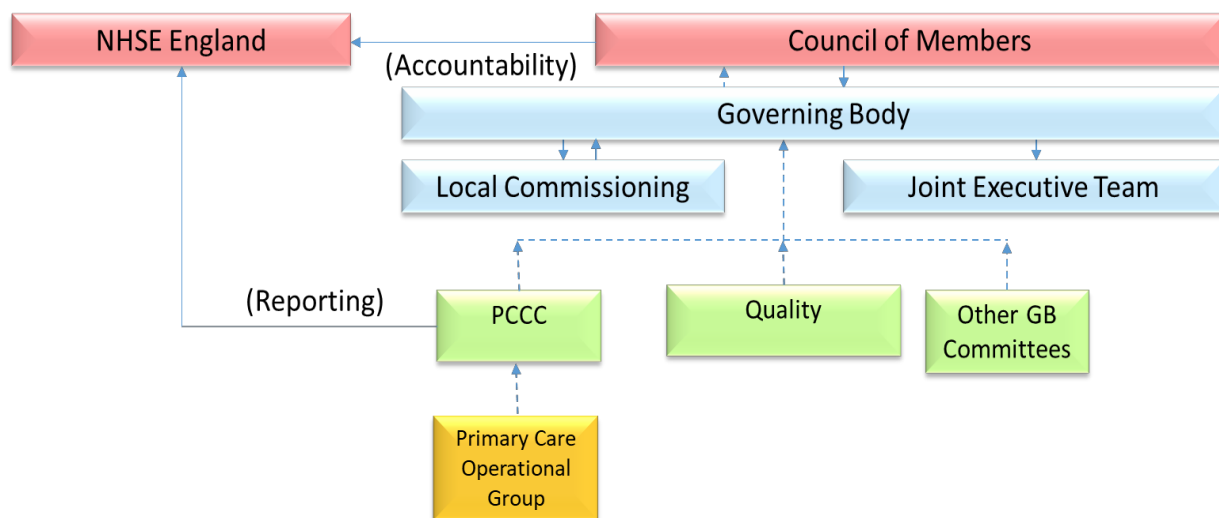 NHSE England
Council of Members
(Accountability)
Governing Body
Local Commissioning
Joint Executive Team
(Reporting)
PCCC
Quality
Other GB
Committees
Primary Care
Operational
Group